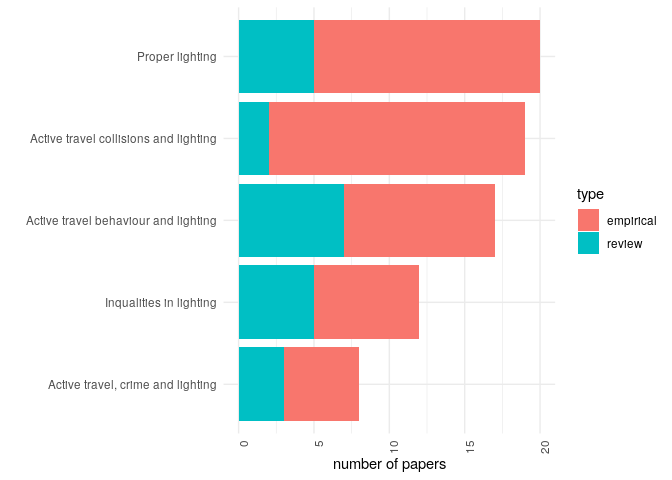 Proper lighting
Active travel collisions and lighting
Active travel behaviour and lighting
Inqualities in lighting
Active travel, crime and lighting
0
5
10
15
20
number of papers
type
empirical
review